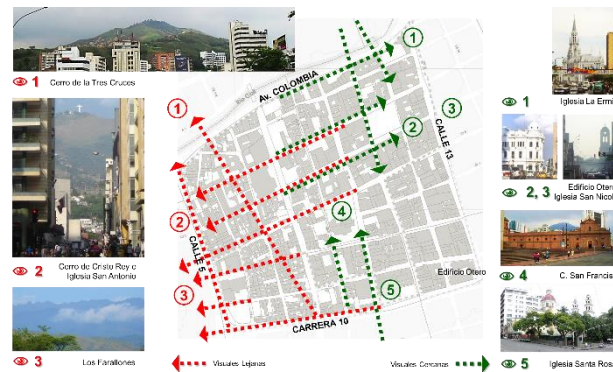 1 Cerro de la Tres Cruces
2 Cerro de Cristo Rey e
Iglesia San Antonio
3 Los Farallones
1
2
3
Av. COLOMBIA
CALLE 5
CARRERA 10
CALLE 13
Edificio Otero
1
2
3
4
5
Visuales Lejanas
Visuales Cercanas
1 Iglesia La Ermi
2, 3 Edificio Otero
Iglesia San Nicol
4 C. San Francis
5 Iglesia Santa Rosa